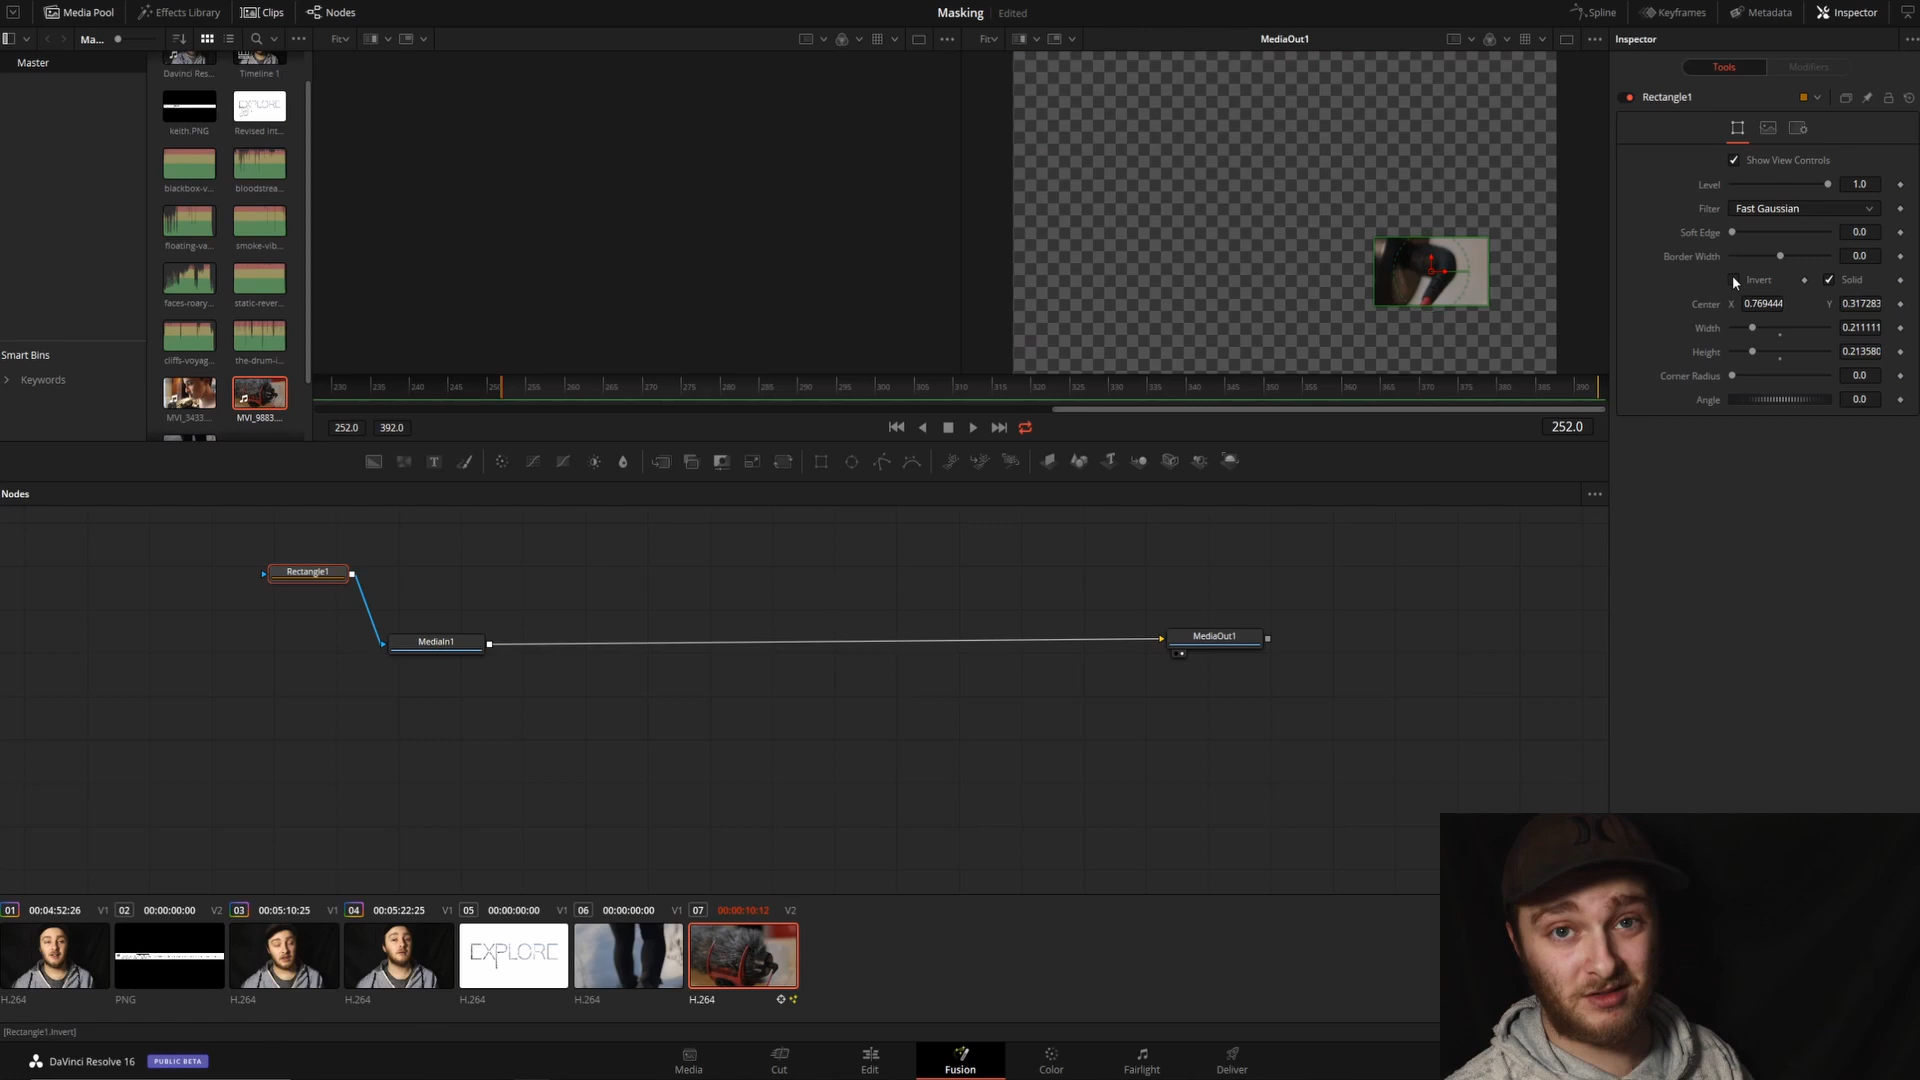 Media Pool Effects Library Clips Nodes Masking Edited Spline Keyframes Metadata Inspector
Ma... Fit Fit MediaOut1 Inspector
Master
Tools Modifiers
Davinci Res... Timeline 1
Rectangle1
keith.PNG Revised int...
Show View Controls
Level 1.0
blackbox-v... bloodstrea...
Filter Fast Gaussian
Soft Edge 0.0
floating-va... smoke-vib...
Border Width 0.0
Invert Solid
faces-roary... static-rever...
Center X 0.769444 Y 0.317283
Width 0.211111
Smart Bins
Height 0.213580
cliffs-voyag... the-drum-i...
Keywords
Corner Radius 0.0
230 235 240 245 250 255 260 265 270 275 280 285 290 295 300 305 310 315 320 325 330 335 340 345 350 355 360 365 370 375 380 385 390
Angle 0.0
MVI_3433.... MVI_9883....
252.0 392.0 252.0
Nodes
Rectangle1
MediaIn1
MediaOut1
01 00:04:52:26 V1 02 00:00:00:00 V2 03 00:05:10:25 V1 04 00:05:22:25 V1 05 00:00:00:00 V1 06 00:00:00:00 V1 07 00:00:10:12 V2
EXPLORE
H.264 PNG H.264 H.264 H.264 H.264 H.264
[Rectangle1.Invert]
DaVinci Resolve 16 PUBLIC BETA
Media Cut Edit Fusion Color Fairlight Deliver